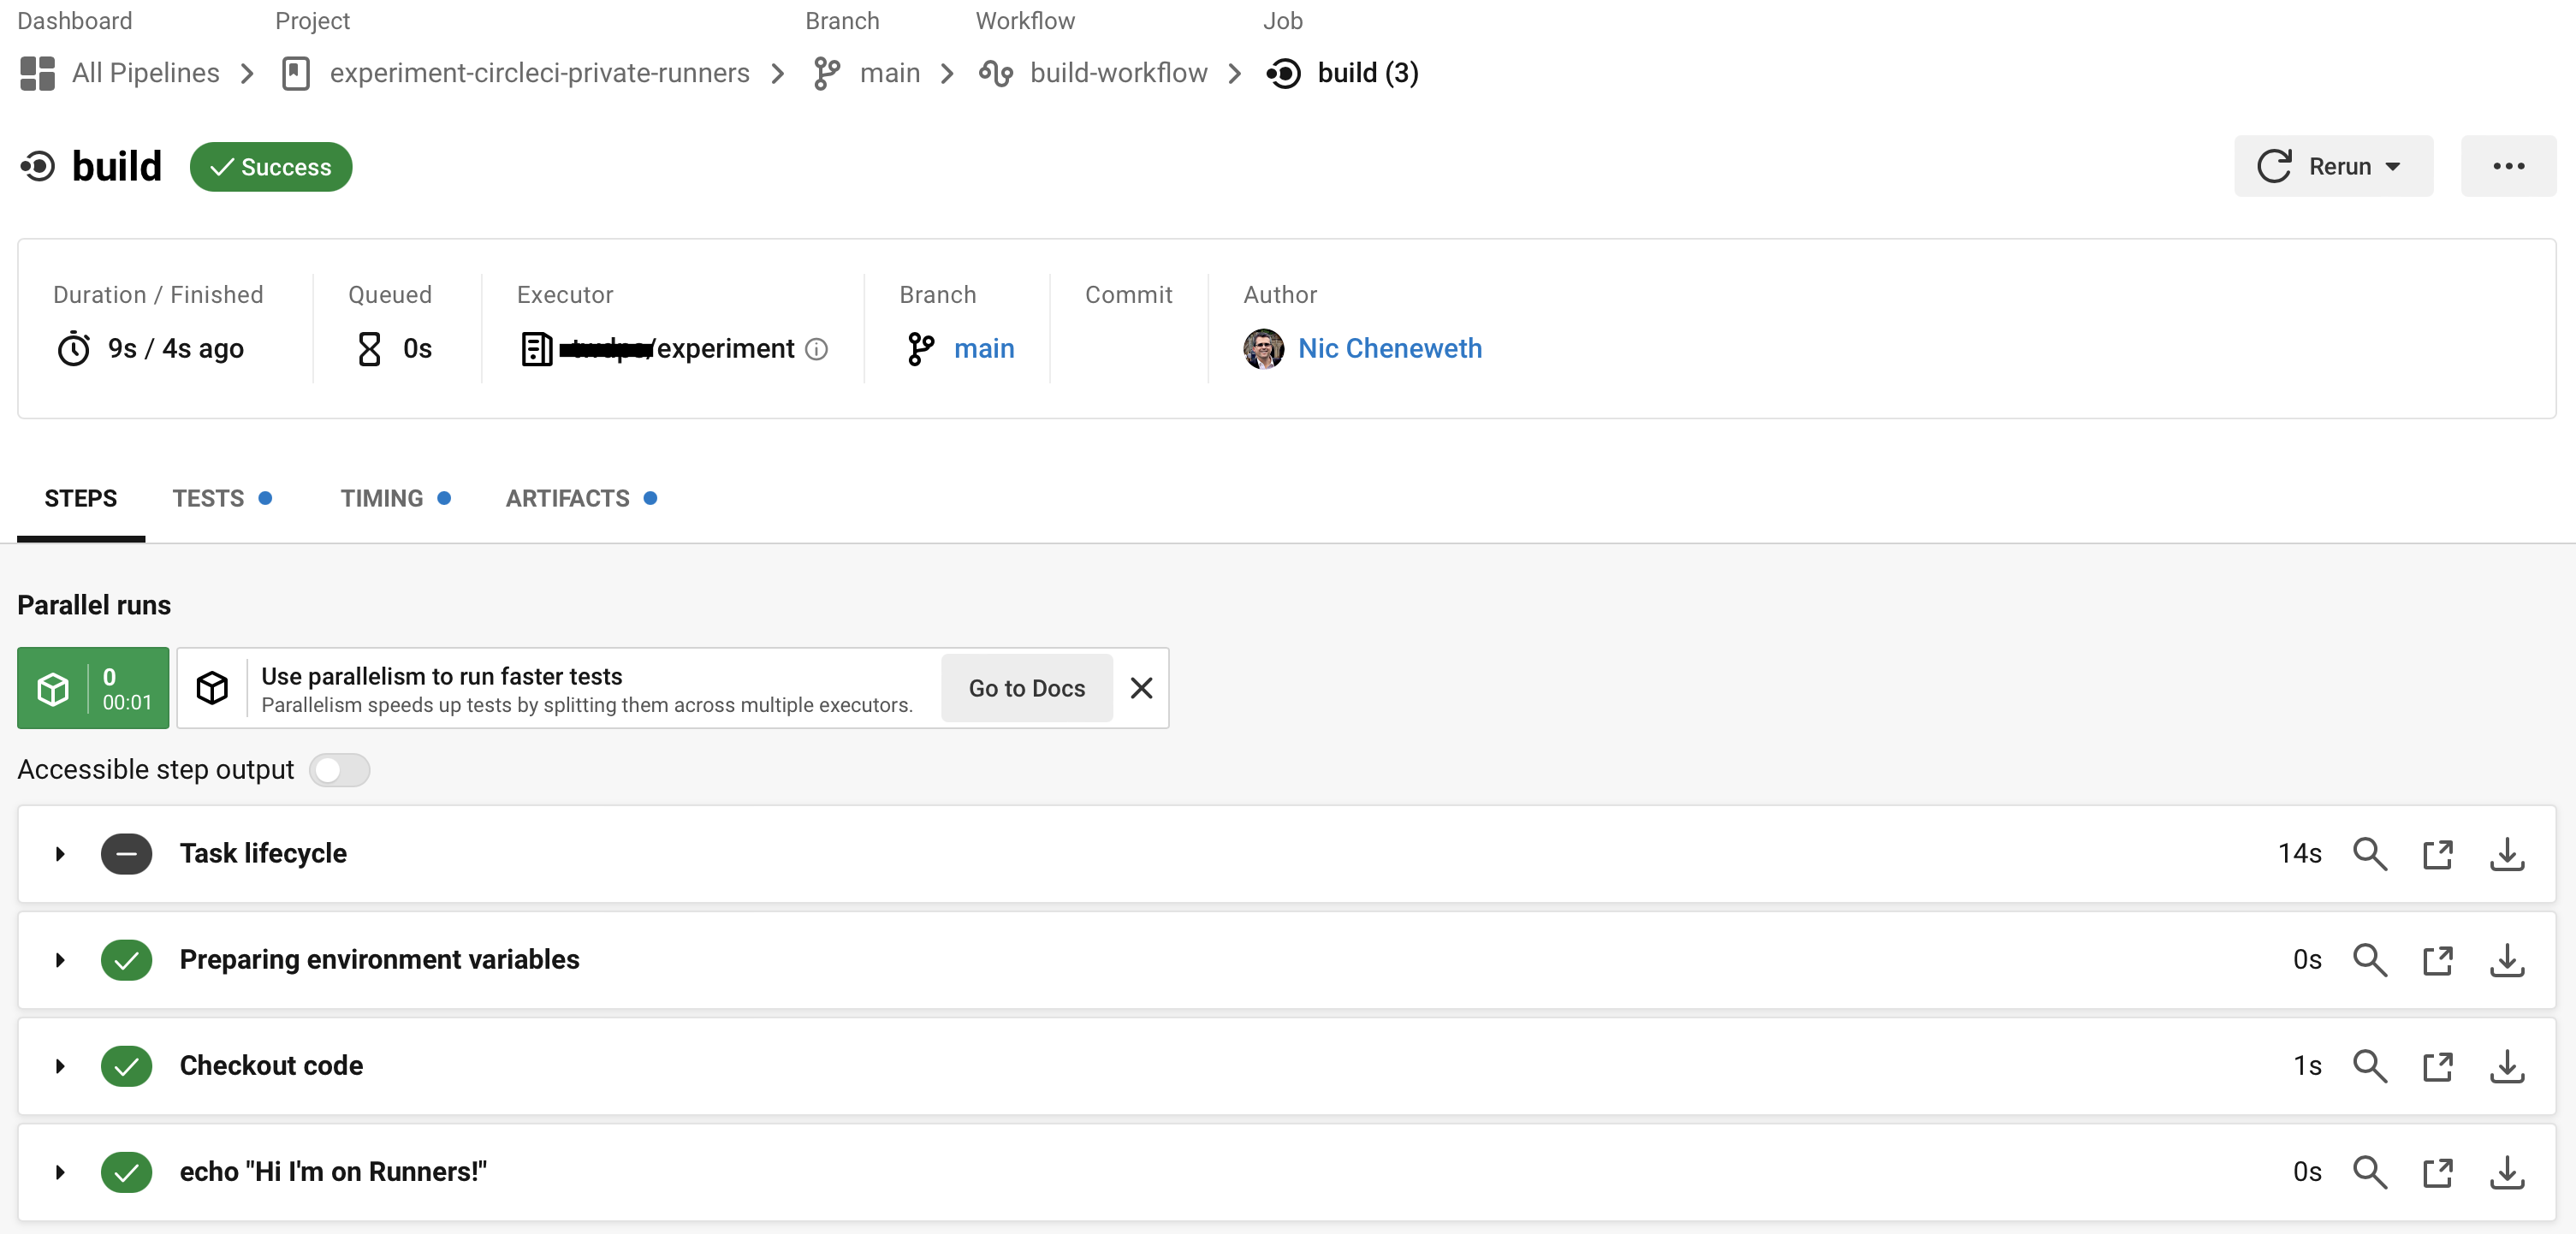 Dashboard Project Branch Workflow Job
All Pipelines experiment-circleci-private-runners main build-workflow build (3)
build Success Rerun
Duration / Finished Queued Executor Branch Commit Author
9s / 4s ago 0s /experiment main Nic Cheneweth
STEPS TESTS TIMING ARTIFACTS
Parallel runs
0
00:01
Use parallelism to run faster tests
Parallelism speeds up tests by splitting them across multiple executors.
Go to Docs
Accessible step output
Task lifecycle 14s
Preparing environment variables 0s
Checkout code 1s
echo "Hi I'm on Runners!" 0s